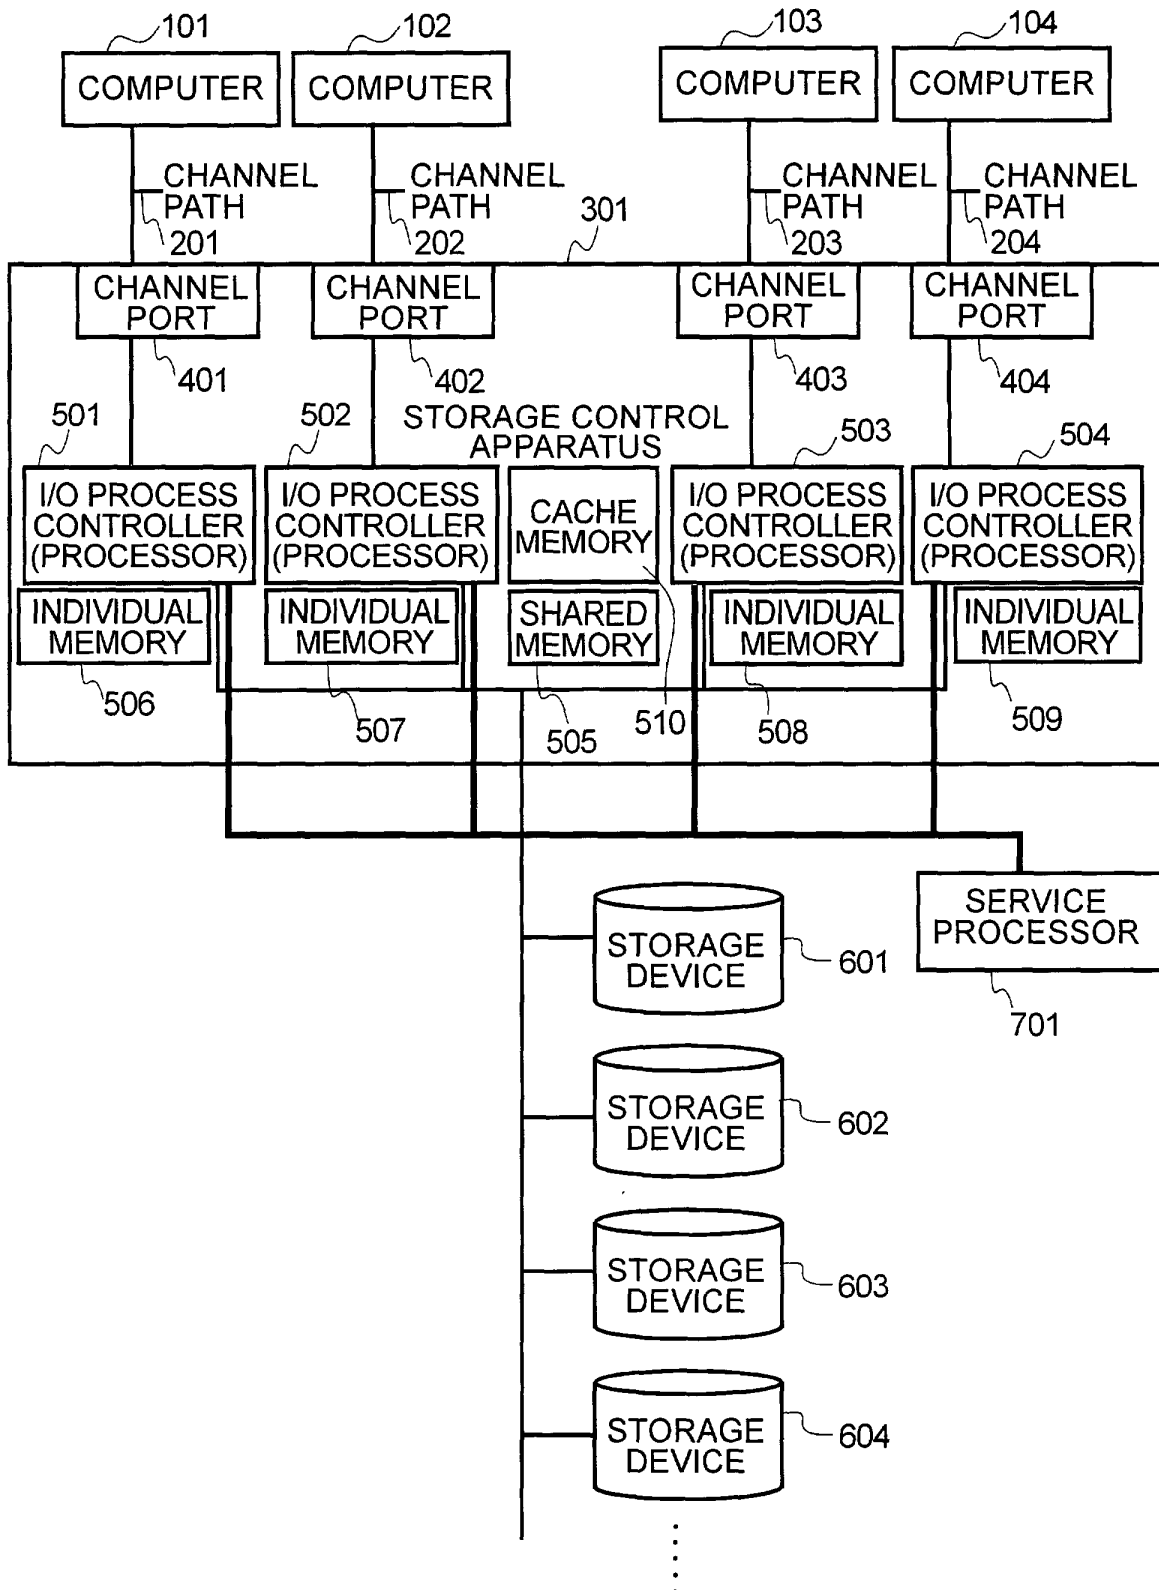 101
102
103
104
COMPUTER
COMPUTER
COMPUTER
COMPUTER
CHANNEL
PATH
201
CHANNEL
PATH
202
301
CHANNEL
PATH
203
CHANNEL
PATH
204
CHANNEL
PORT
CHANNEL
PORT
CHANNEL
PORT
CHANNEL
PORT
401
402
403
404
STORAGE CONTROL
APPARATUS
501
502
503
504
I/O PROCESS
CONTROLLER
(PROCESSOR)
I/O PROCESS
CONTROLLER
(PROCESSOR)
CACHE
MEMORY
I/O PROCESS
CONTROLLER
(PROCESSOR)
I/O PROCESS
CONTROLLER
(PROCESSOR)
INDIVIDUAL
MEMORY
INDIVIDUAL
MEMORY
SHARED
MEMORY
INDIVIDUAL
MEMORY
INDIVIDUAL
MEMORY
506
507
505
510
508
509
SERVICE
PROCESSOR
701
STORAGE
DEVICE
601
STORAGE
DEVICE
602
STORAGE
DEVICE
603
STORAGE
DEVICE
604